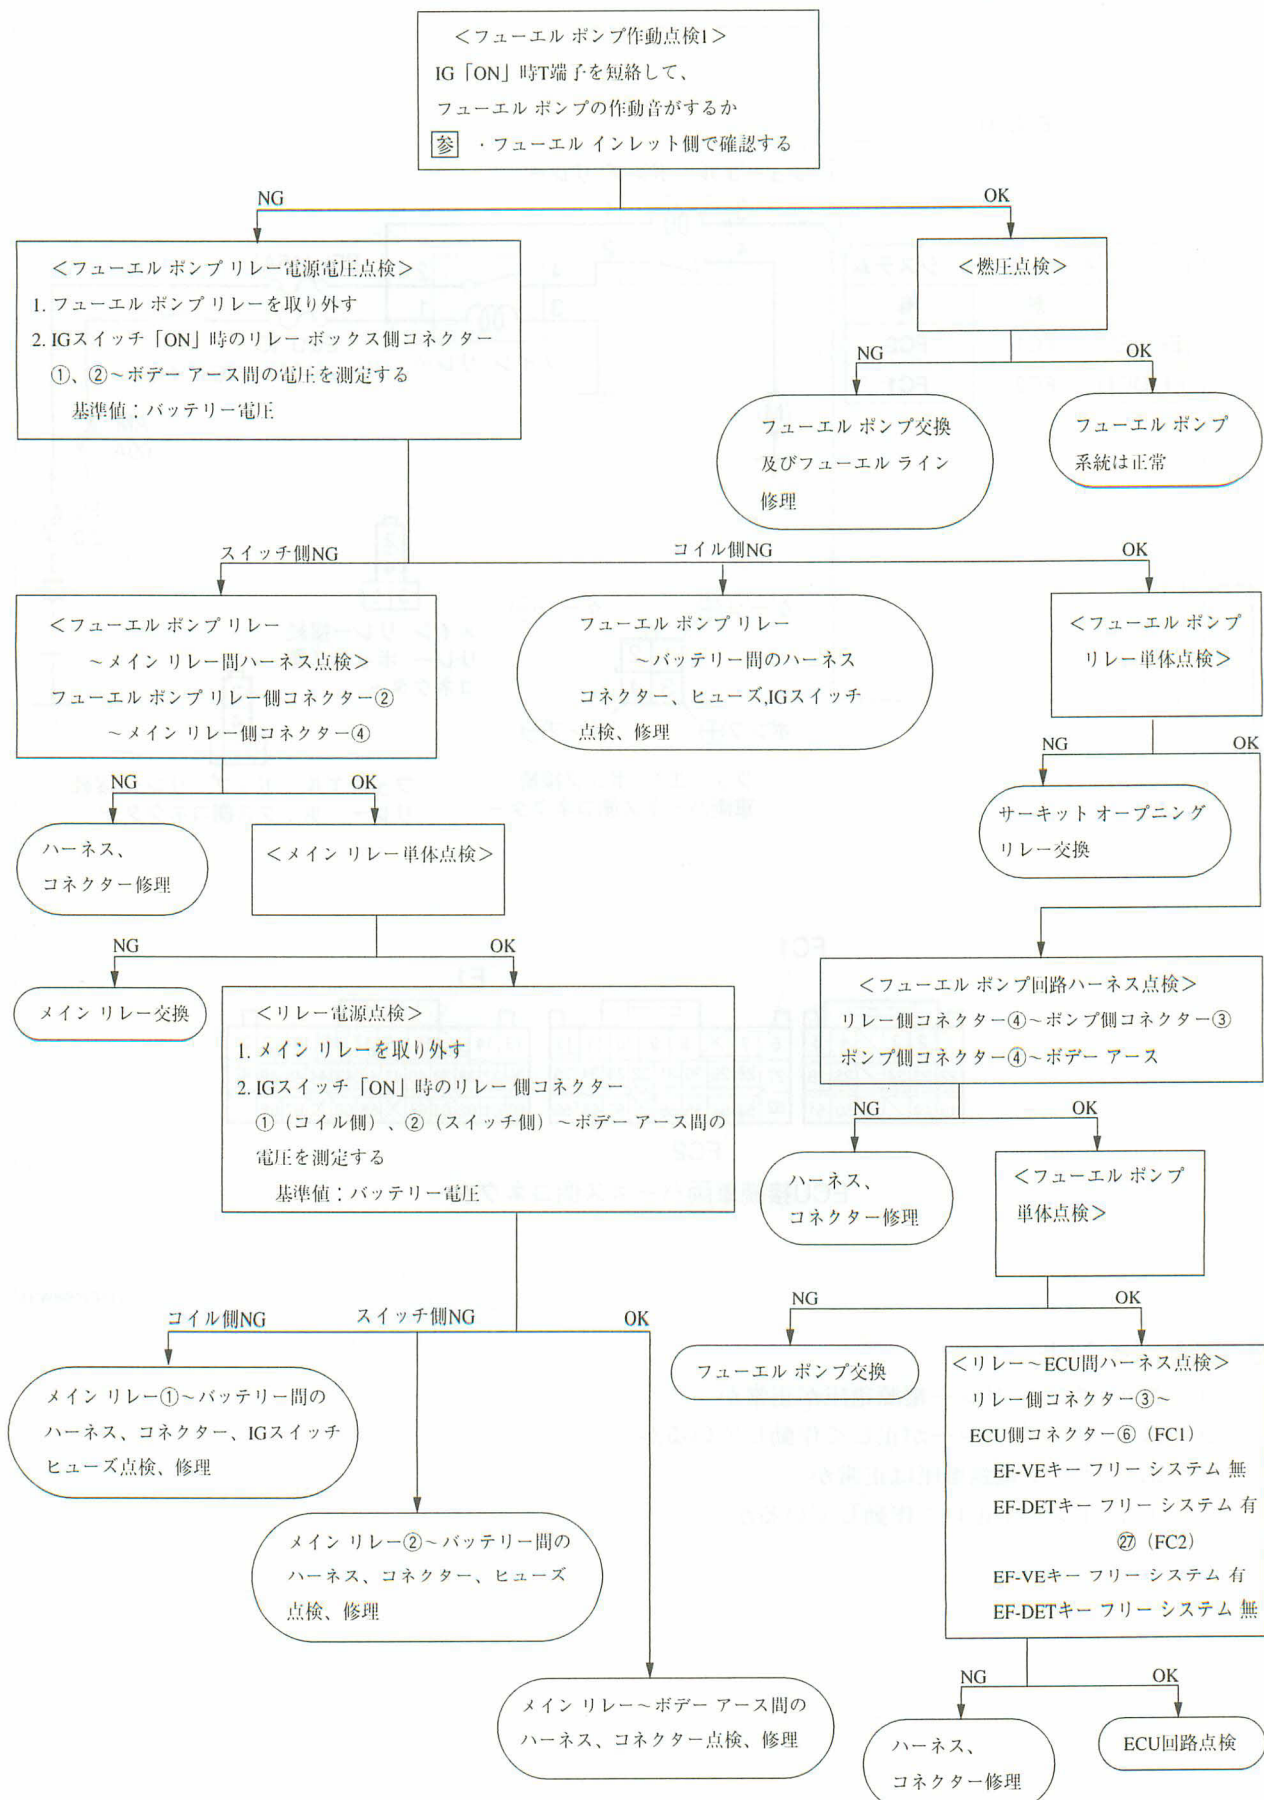 <フューエル ポンプ作動点検1>
IG「ON」時T端子を短絡して、
フューエル ポンプの作動音がするか
参 ・フューエル インレット側で確認する
NG
OK
<フューエル ポンプ リレー電源電圧点検>
1. フューエル ポンプ リレーを取り外す
2. IGスイッチ「ON」時のリレー ボックス側コネクター
①、②～ボデー アース間の電圧を測定する
基準値：バッテリー電圧
<燃圧点検>
NG
OK
フューエル ポンプ交換
及びフューエル ライン
修理
フューエル ポンプ
系統は正常
スイッチ側NG
コイル側NG
OK
<フューエル ポンプ リレー
～メイン リレー間ハーネス点検>
フューエル ポンプ リレー側コネクター②
～メイン リレー側コネクター④
フューエル ポンプ リレー
～バッテリー間のハーネス
コネクター、ヒューズ,IGスイッチ
点検、修理
<フューエル ポンプ
リレー単体点検>
NG
OK
NG
OK
ハーネス、
コネクター修理
<メイン リレー単体点検>
サーキット オープニング
リレー交換
NG
OK
メイン リレー交換
<リレー電源点検>
1. メイン リレーを取り外す
2. IGスイッチ「ON」時のリレー 側コネクター
①（コイル側）、②（スイッチ側）～ボデー アース間の
電圧を測定する
基準値：バッテリー電圧
<フューエル ポンプ回路ハーネス点検>
リレー側コネクター④～ポンプ側コネクター③
ポンプ側コネクター④～ボデー アース
NG
OK
ハーネス、
コネクター修理
<フューエル ポンプ
単体点検>
NG
OK
コイル側NG
スイッチ側NG
OK
フューエル ポンプ交換
<リレー～ECU間ハーネス点検>
リレー側コネクター③～
ECU側コネクター⑥（FC1）
EF-VEキー フリー システム 無
EF-DETキー フリー システム 有
㉗（FC2）
EF-VEキー フリー システム 有
EF-DETキー フリー システム 無
メイン リレー①～バッテリー間の
ハーネス、コネクター、IGスイッチ
ヒューズ点検、修理
メイン リレー②～バッテリー間の
ハーネス、コネクター、ヒューズ
点検、修理
メイン リレー～ボデー アース間の
ハーネス、コネクター点検、修理
NG
OK
ハーネス、
コネクター修理
ECU回路点検